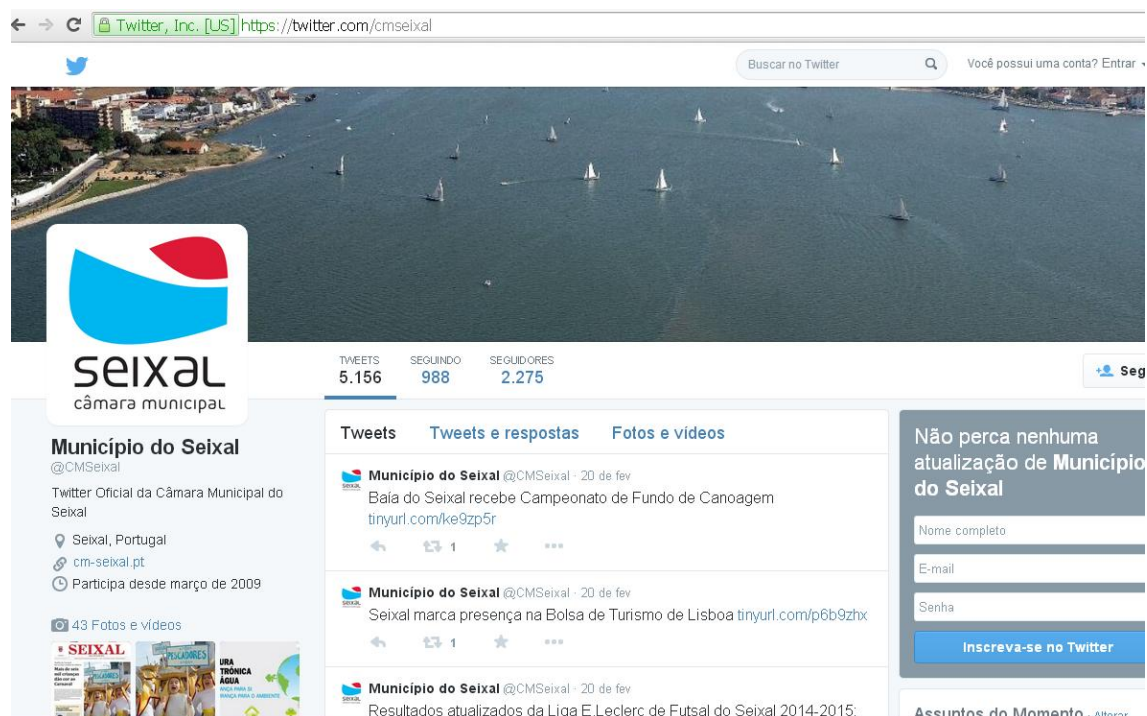 Twitter, Inc. [US] https://twitter.com/cmseixal
Buscar no Twitter
Você possui uma conta? Entrar
seixal
câmara municipal
TWEETS
5.156
SEGUINDO
988
SEGUIDORES
2.275
Seg
Município do Seixal
@CMSeixal
Twitter Oficial da Câmara Municipal do
Seixal
Seixal, Portugal
cm-seixal.pt
Participa desde março de 2009
43 Fotos e vídeos
SEIXAL
PESCADORES
Tweets Tweets e respostas Fotos e vídeos
Município do Seixal @CMSeixal · 20 de fev
Baía do Seixal recebe Campeonato de Fundo de Canoagem
tinyurl.com/ke9zp5r
1
Município do Seixal @CMSeixal · 20 de fev
Seixal marca presença na Bolsa de Turismo de Lisboa tinyurl.com/p6b9zhx
1
Município do Seixal @CMSeixal · 20 de fev
Resultados atualizados da Liga E.Leclerc de Futsal do Seixal 2014-2015:
Não perca nenhuma
atualização de Município
do Seixal
Nome completo
E-mail
Senha
Inscreva-se no Twitter
Assuntos do Momento · Alterar